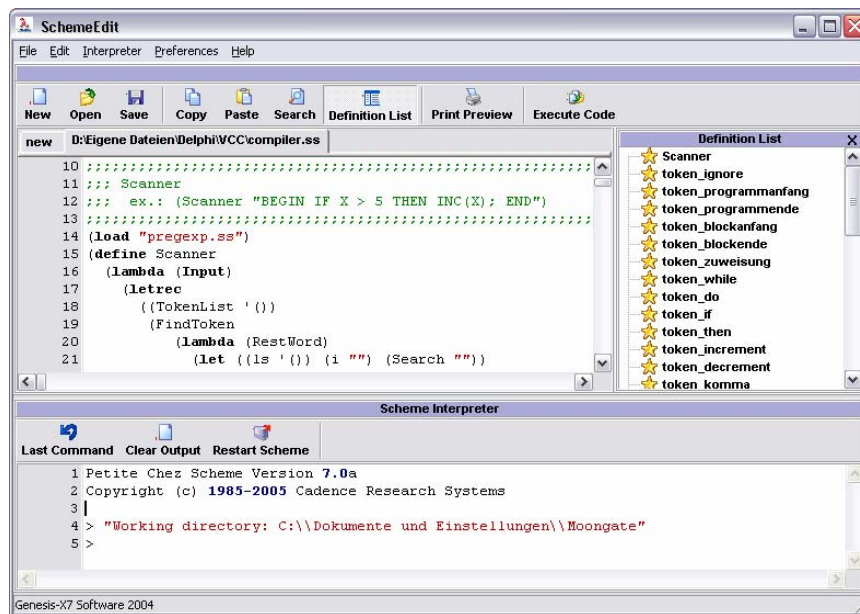 SchemeEdit
File Edit Interpreter Preferences Help
New Open Save Copy Paste Search Definition List Print Preview Execute Code
new D:\Eigene Dateien\Delphi\VCC\compiler.ss
10 ;;;;;;;;;;;;;;;;;;;;;;;;;;;;;;;;;;;;;;;;;;;;;;;;;;;;;;;;;;;;;;;
11 ;;; Scanner
12 ;;;  ex.: (Scanner "BEGIN IF X > 5 THEN INC(X); END")
13 ;;;;;;;;;;;;;;;;;;;;;;;;;;;;;;;;;;;;;;;;;;;;;;;;;;;;;;;;;;;;;;;
14 (load "pregexp.ss")
15 (define Scanner
16   (lambda (Input)
17     (letrec
18       ((TokenList '())
19        (FindToken
20           (lambda (RestWord)
21             (let ((ls '()) (i "") (Search ""))
Definition List X
Scanner
token_ignore
token_programmanfang
token_programmende
token_blockanfang
token_blockende
token_zuweisung
token_while
token_do
token_if
token_then
token_increment
token_decrement
token_komma
Scheme Interpreter
Last Command Clear Output Restart Scheme
1 Petite Chez Scheme Version 7.0a
2 Copyright (c) 1985-2005 Cadence Research Systems
3
4 > "Working directory: C:\\Dokumente und Einstellungen\\Moongate"
5 >
Genesis-X7 Software 2004